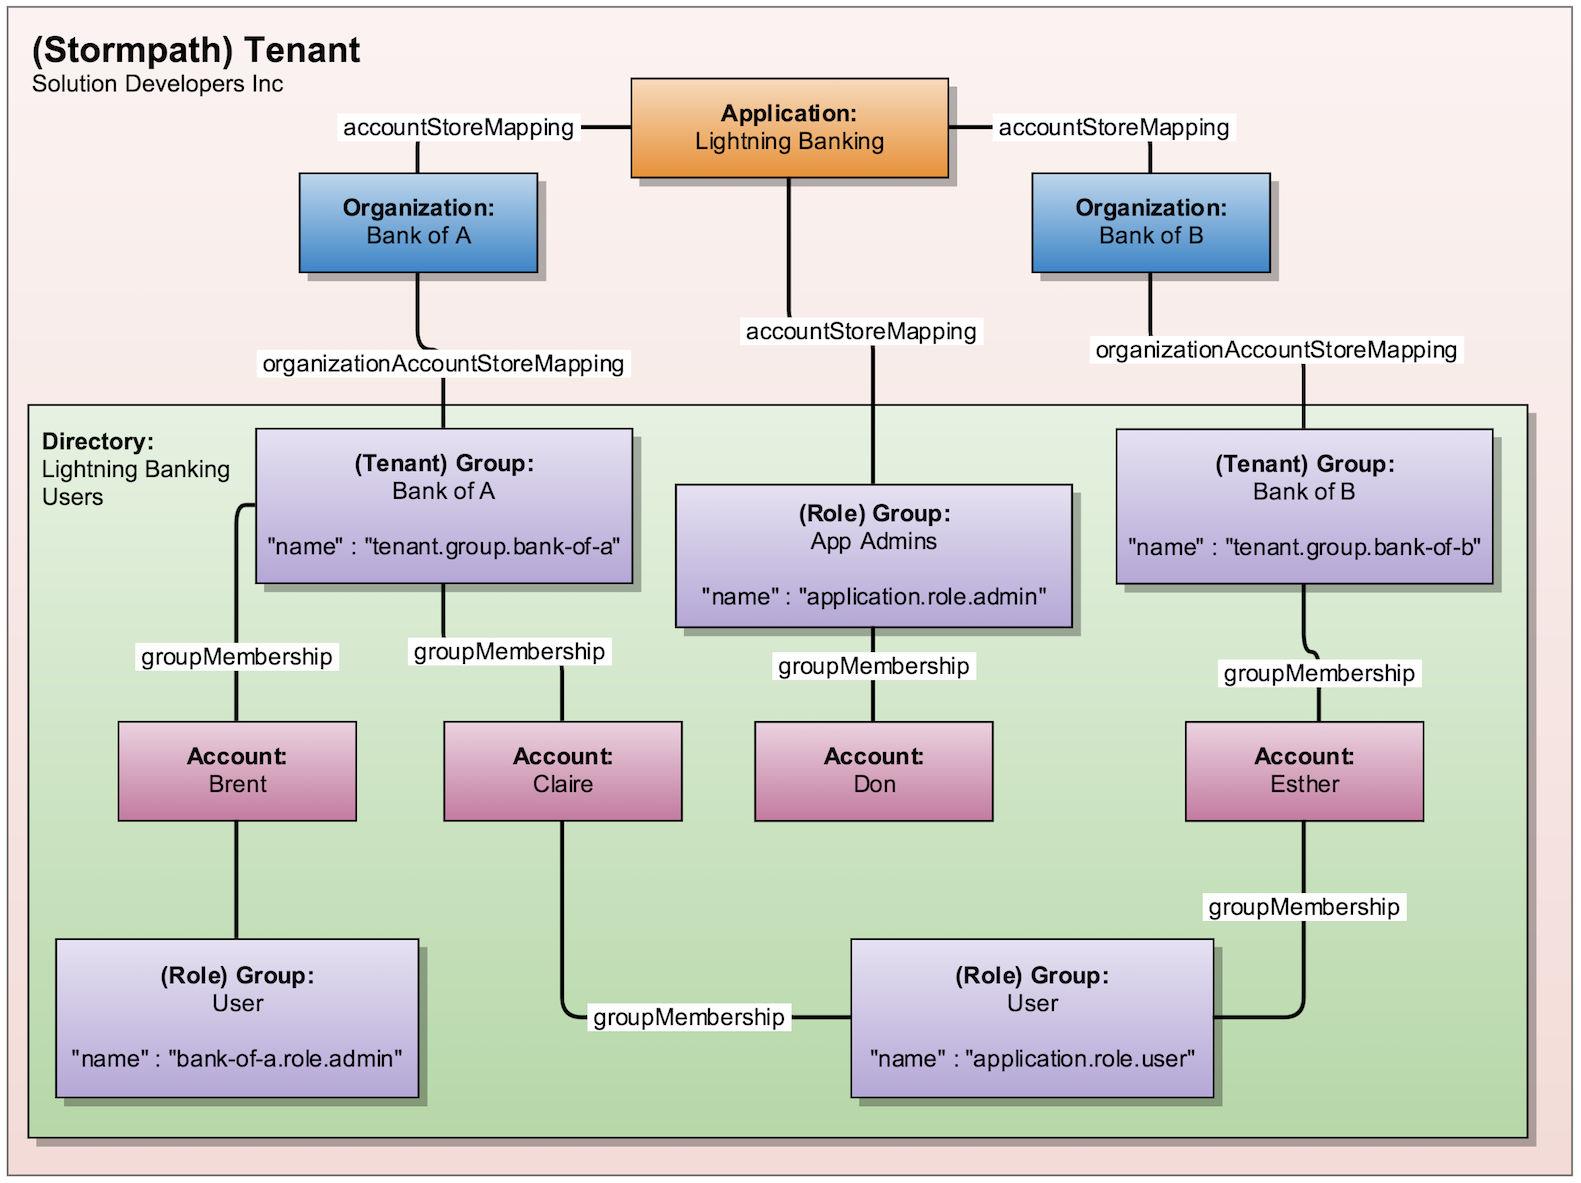 (Stormpath) Tenant
Solution Developers Inc
Application:
Lightning Banking
accountStoreMapping
accountStoreMapping
Organization:
Bank of A
Organization:
Bank of B
accountStoreMapping
organizationAccountStoreMapping
organizationAccountStoreMapping
Directory:
Lightning Banking
Users
(Tenant) Group:
Bank of A
"name" : "tenant.group.bank-of-a"
(Role) Group:
App Admins
"name" : "application.role.admin"
(Tenant) Group:
Bank of B
"name" : "tenant.group.bank-of-b"
groupMembership
groupMembership
groupMembership
groupMembership
Account:
Brent
Account:
Claire
Account:
Don
Account:
Esther
groupMembership
(Role) Group:
User
"name" : "bank-of-a.role.admin"
groupMembership
(Role) Group:
User
"name" : "application.role.user"